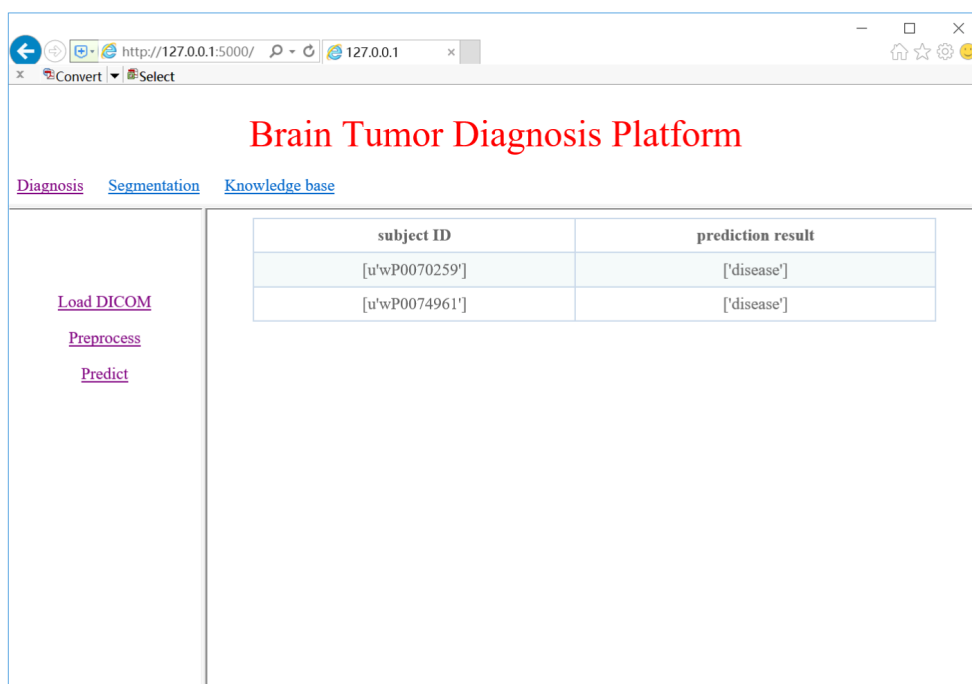 http://127.0.0.1:5000/ 127.0.0.1 ×
x Convert Select
Brain Tumor Diagnosis Platform
Diagnosis Segmentation Knowledge base
subject ID prediction result
[u'wP0070259'] ['disease']
[u'wP0074961'] ['disease']
Load DICOM
Preprocess
Predict